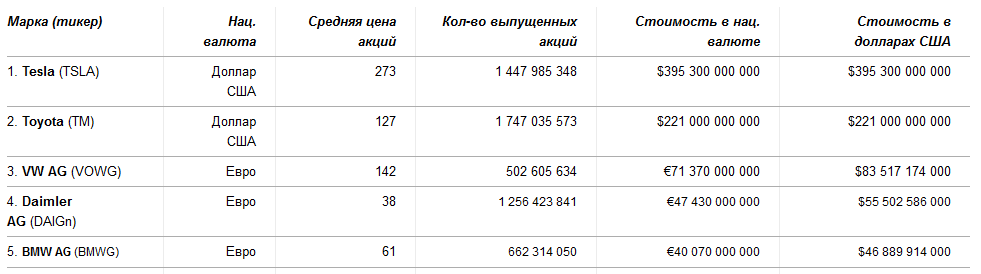 Марка (тикер) Нац. валюта Средняя цена акций Кол-во выпущенных акций Стоимость в нац. валюте Стоимость в долларах США
1. Tesla (TSLA) Доллар США 273 1 447 985 348 $395 300 000 000 $395 300 000 000
2. Toyota (TM) Доллар США 127 1 747 035 573 $221 000 000 000 $221 000 000 000
3. VW AG (VOWG) Евро 142 502 605 634 €71 370 000 000 $83 517 174 000
4. Daimler AG (DAIGn) Евро 38 1 256 423 841 €47 430 000 000 $55 502 586 000
5. BMW AG (BMWG) Евро 61 662 314 050 €40 070 000 000 $46 889 914 000